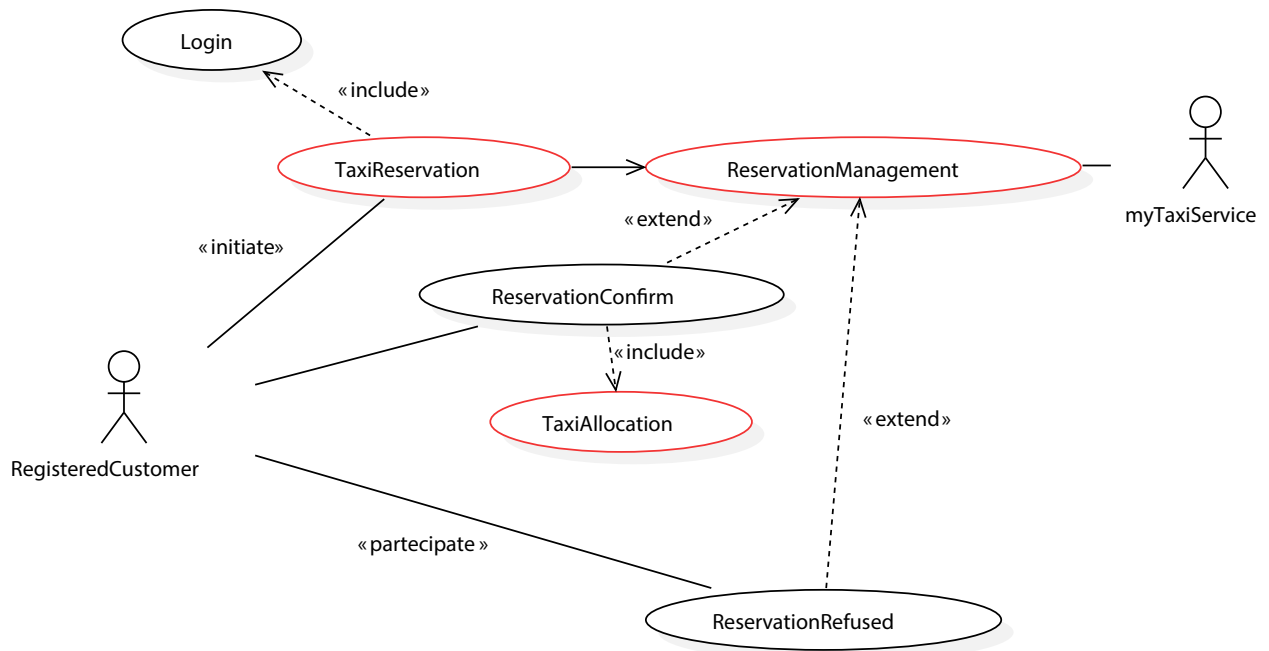 Login
«include»
TaxiReservation
ReservationManagement
myTaxiService
«extend»
«initiate»
ReservationConfirm
«include»
TaxiAllocation
«extend»
RegisteredCustomer
«partecipate»
ReservationRefused